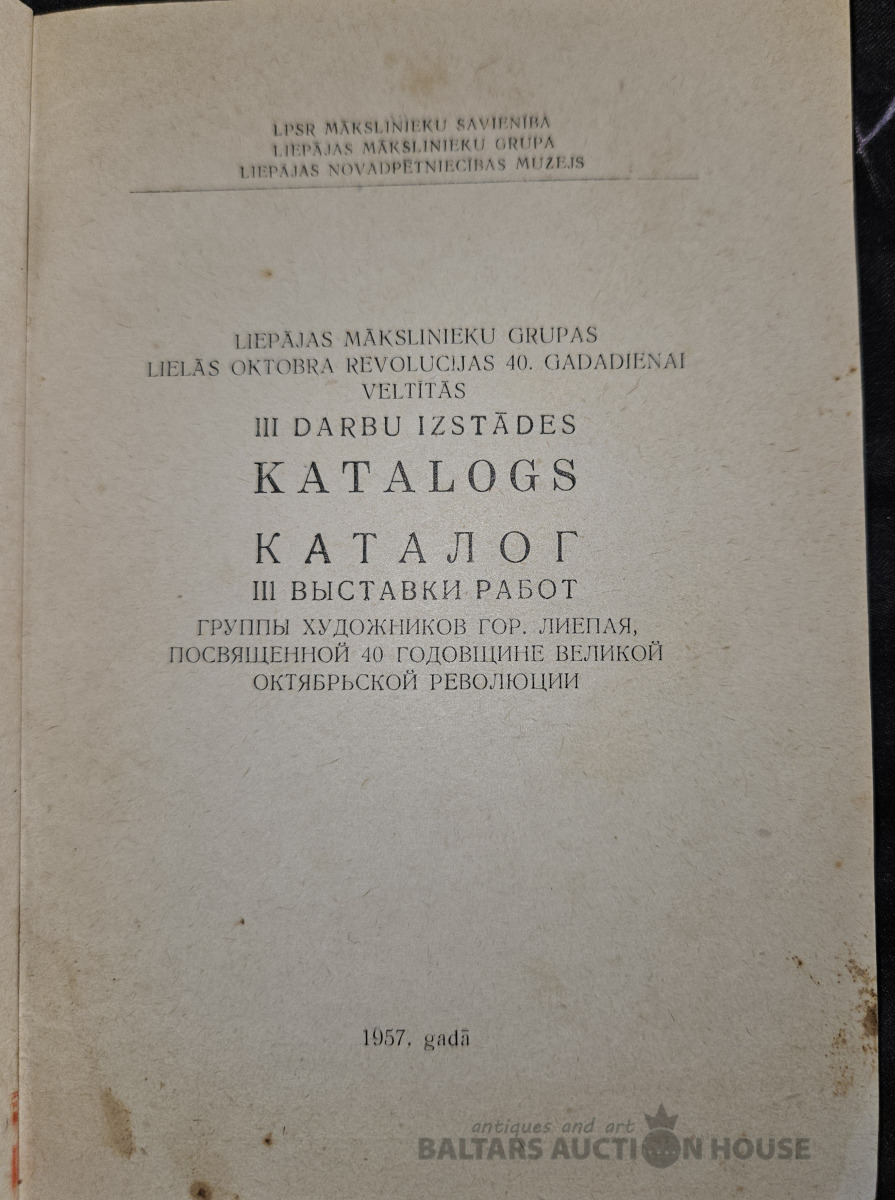 LPSR MĀKSLINIEKU SAVIENĪBA
LIEPĀJAS MĀKSLINIEKU GRUPA
LIEPĀJAS NOVADPĒTNIECĪBAS MUZEJS
LIEPĀJAS MĀKSLINIEKU GRUPAS
LIELĀS OKTOBRA REVOLUCIJAS 40. GADADIENAI
VELTĪTĀS
III DARBU IZSTĀDES
KATALOGS
КАТАЛОГ
III ВЫСТАВКИ РАБОТ
ГРУППЫ ХУДОЖНИКОВ ГОР. ЛИЕПАЯ,
ПОСВЯЩЕННОЙ 40 ГОДОВЩИНЕ ВЕЛИКОЙ
ОКТЯБРЬСКОЙ РЕВОЛЮЦИИ
1957. gadā
antiques and art
BALTARS AUCTION HOUSE